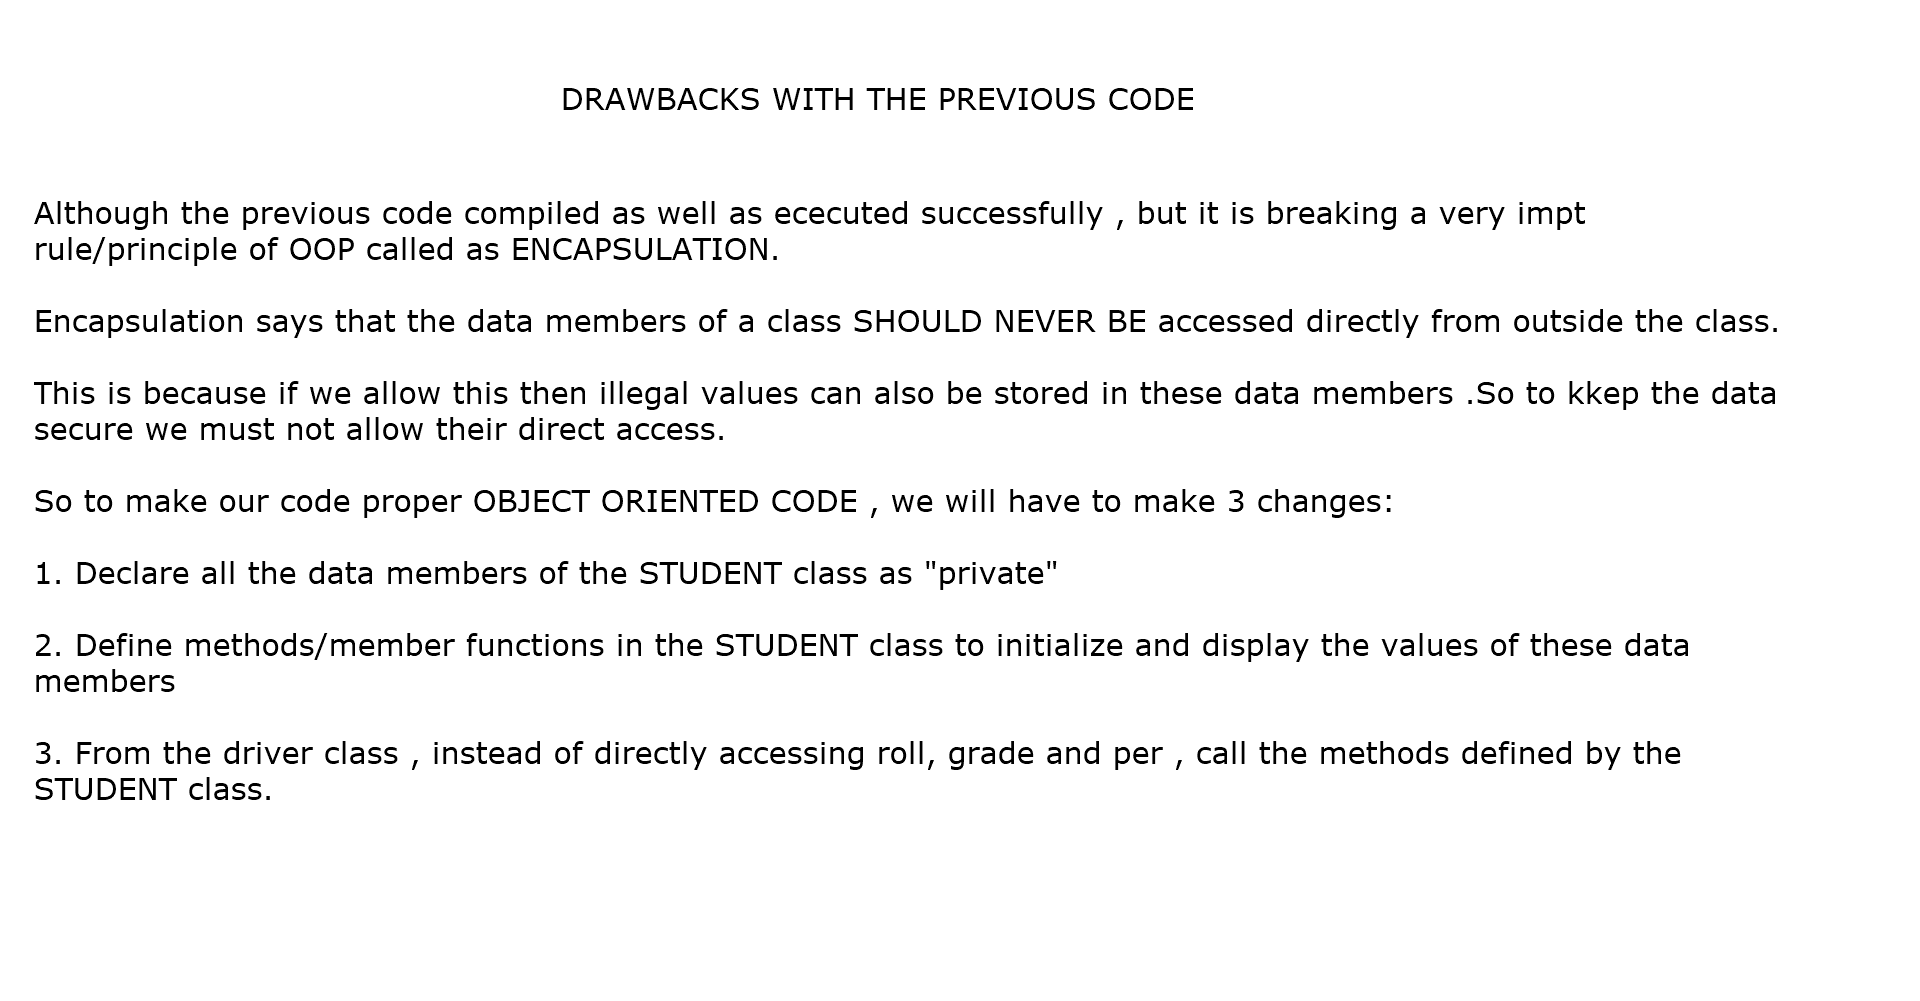 DRAWBACKS WITH THE PREVIOUS CODE
Although the previous code compiled as well as ececuted successfully , but it is breaking a very impt
rule/principle of OOP called as ENCAPSULATION.
Encapsulation says that the data members of a class SHOULD NEVER BE accessed directly from outside the class.
This is because if we allow this then illegal values can also be stored in these data members .So to kkep the data
secure we must not allow their direct access.
So to make our code proper OBJECT ORIENTED CODE , we will have to make 3 changes:
1. Declare all the data members of the STUDENT class as "private"
2. Define methods/member functions in the STUDENT class to initialize and display the values of these data
members
3. From the driver class , instead of directly accessing roll, grade and per , call the methods defined by the
STUDENT class.